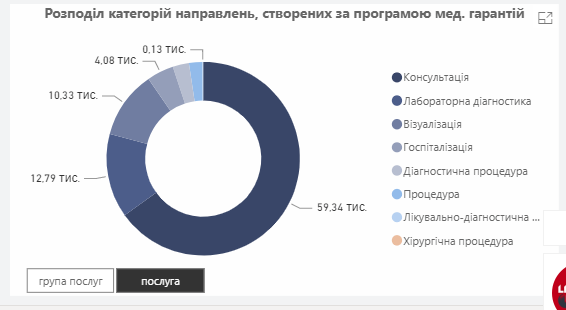 Розподіл категорій направлень, створених за програмою мед. гарантій
0,13 ТИС.
4,08 ТИС.
10,33 ТИС.
12,79 ТИС.
59,34 ТИС.
Консультація
Лабораторна діагностика
Візуалізація
Госпіталізація
Діагностична процедура
Процедура
Лікувально-діагностична ...
Хірургічна процедура
група послуг
послуга